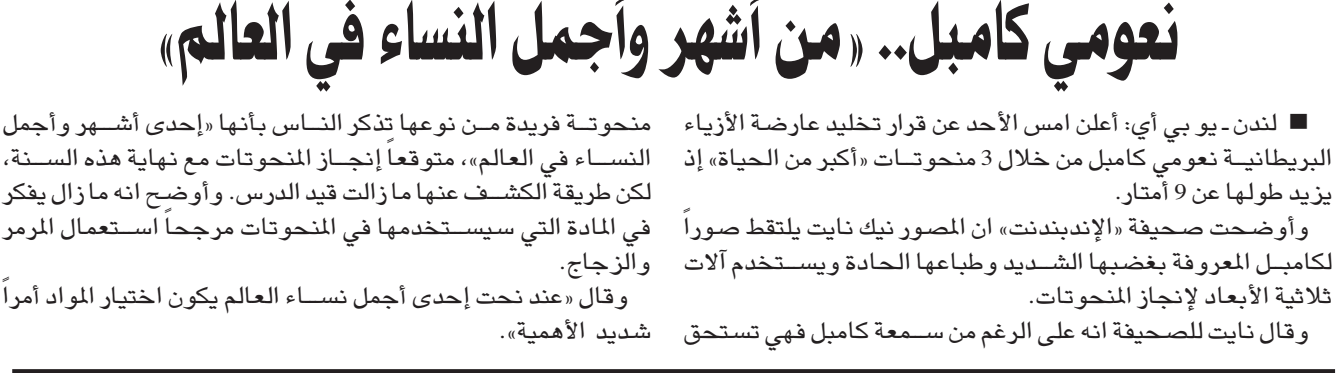 نعومي كامبل.. «من أشهر وأجمل النساء في العالم»
■ لندن ـ يو بي أي: أعلن امس الأحد عن قرار تخليد عارضة الأزياء
البريطانية نعومي كامبل من خلال 3 منحوتات «أكبر من الحياة» إذ
يزيد طولها عن 9 أمتار.
وأوضحت صحيفة «الإندبندنت» ان المصور نيك نايت يلتقط صوراً
لكامبل المعروفة بغضبها الشديد وطباعها الحادة ويستخدم آلات
ثلاثية الأبعاد لإنجاز المنحوتات.
وقال نايت للصحيفة انه على الرغم من سمعة كامبل فهي تستحق
منحوتة فريدة من نوعها تذكر الناس بأنها «إحدى أشهر وأجمل
النساء في العالم»، متوقعاً إنجاز المنحوتات مع نهاية هذه السنة،
لكن طريقة الكشف عنها مازالت قيد الدرس. وأوضح انه مازال يفكر
في المادة التي سيستخدمها في المنحوتات مرجحاً استعمال المرمر
والزجاج.
وقال «عند نحت إحدى أجمل نساء العالم يكون اختيار المواد أمراً
شديد الأهمية».